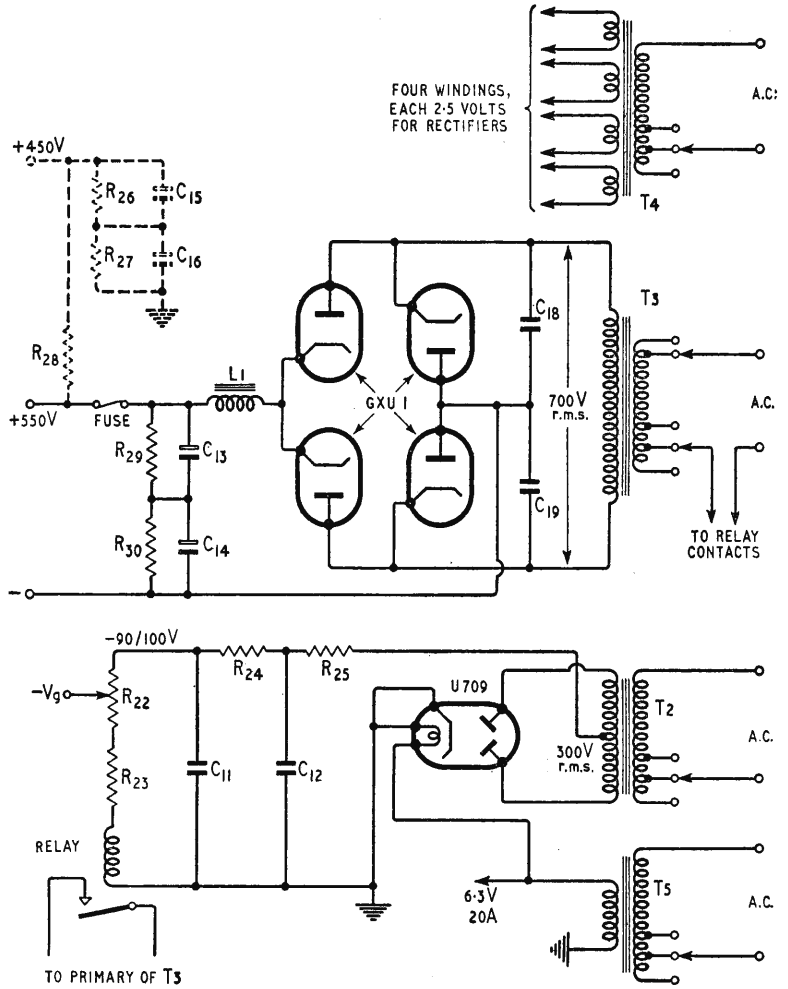 FOUR WINDINGS,
EACH 2·5 VOLTS
FOR RECTIFIERS
A.C.
T4
+450V
R26
C15
R27
C16
R28
+550V
FUSE
L1
R29
C13
R30
C14
GXU 1
C18
C19
700V
r.m.s.
T3
A.C.
TO RELAY
CONTACTS
–
-90/100V
-Vg
R22
R24
R25
R23
C11
C12
RELAY
U709
300V
r.m.s.
T2
A.C.
6·3V
20A
T5
A.C.
TO PRIMARY OF T3